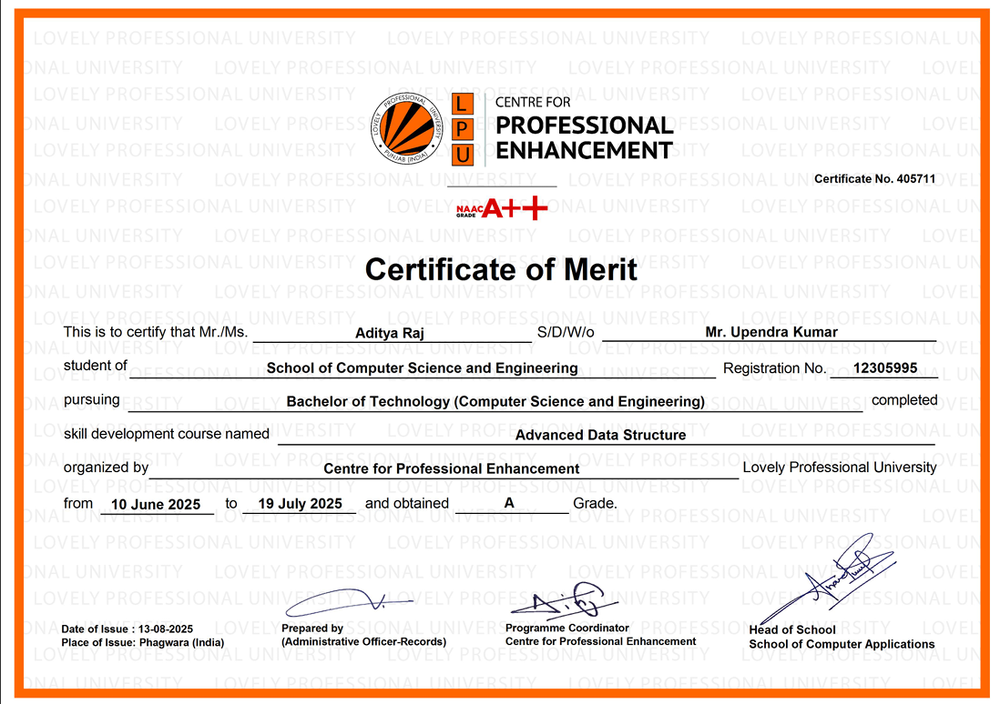 LOVELY PROFESSIONAL UNIVERSITY
PUNJAB (INDIA)
L
P
U
CENTRE FOR
PROFESSIONAL
ENHANCEMENT
Certificate No. 405711
NAAC
GRADE
A++
Certificate of Merit
This is to certify that Mr./Ms. Aditya Raj S/D/W/o Mr. Upendra Kumar
student of School of Computer Science and Engineering Registration No. 12305995
pursuing Bachelor of Technology (Computer Science and Engineering) completed
skill development course named Advanced Data Structure
organized by Centre for Professional Enhancement Lovely Professional University
from 10 June 2025 to 19 July 2025 and obtained A Grade.
Date of Issue : 13-08-2025
Place of Issue: Phagwara (India)
Prepared by
(Administrative Officer-Records)
Programme Coordinator
Centre for Professional Enhancement
Head of School
School of Computer Applications